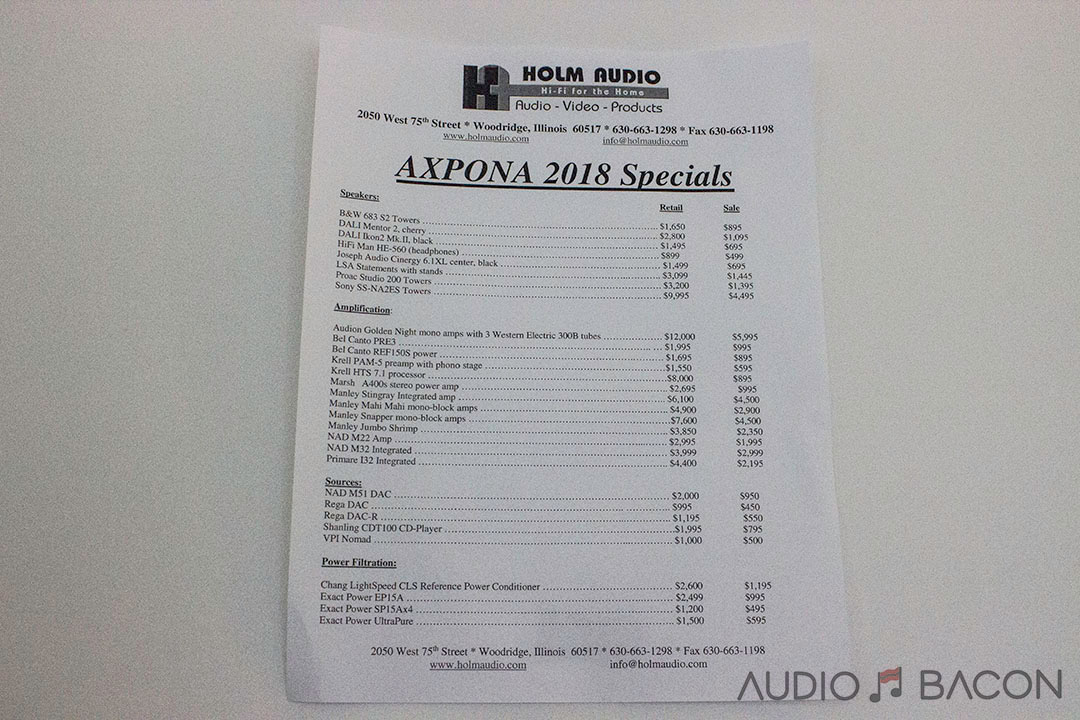 HOLM AUDIO
Hi-Fi for the Home
Audio - Video - Products
2050 West 75th Street * Woodridge, Illinois 60517 * 630-663-1298 * Fax 630-663-1198
www.holmaudio.com info@holmaudio.com
AXPONA 2018 Specials
Speakers: Retail Sale
B&W 683 S2 Towers $1,650 $895
DALI Mentor 2, cherry $2,800 $1,095
DALI Ikon2 Mk.II, black $1,495 $695
HiFi Man HE-560 (headphones) $899 $499
Joseph Audio Cinergy 6.1XL center, black $1,499 $695
LSA Statements with stands $3,099 $1,445
Proac Studio 200 Towers $3,200 $1,395
Sony SS-NA2ES Towers $9,995 $4,495
Amplification:
Audion Golden Night mono amps with 3 Western Electric 300B tubes $12,000 $5,995
Bel Canto PRE3 $1,995 $995
Bel Canto REF150S power $1,695 $895
Krell PAM-5 preamp with phono stage $1,550 $595
Krell HTS 7.1 processor $8,000 $895
Marsh A400s stereo power amp $2,695 $995
Manley Stingray Integrated amp $6,100 $4,500
Manley Mahi Mahi mono-block amps $4,900 $2,900
Manley Snapper mono-block amps $7,600 $4,500
Manley Jumbo Shrimp $3,850 $2,350
NAD M22 Amp $2,995 $1,995
NAD M32 Integrated $3,999 $2,999
Primare I32 Integrated $4,400 $2,195
Sources:
NAD M51 DAC $2,000 $950
Rega DAC $995 $450
Rega DAC-R $1,195 $550
Shanling CDT100 CD-Player $1,995 $795
VPI Nomad $1,000 $500
Power Filtration:
Chang LightSpeed CLS Reference Power Conditioner $2,600 $1,195
Exact Power EP15A $2,499 $995
Exact Power SP15Ax4 $1,200 $495
Exact Power UltraPure $1,500 $595
2050 West 75th Street * Woodridge, Illinois 60517 * 630-663-1298 * Fax 630-663-1198
www.holmaudio.com info@holmaudio.com
AUDIO BACON